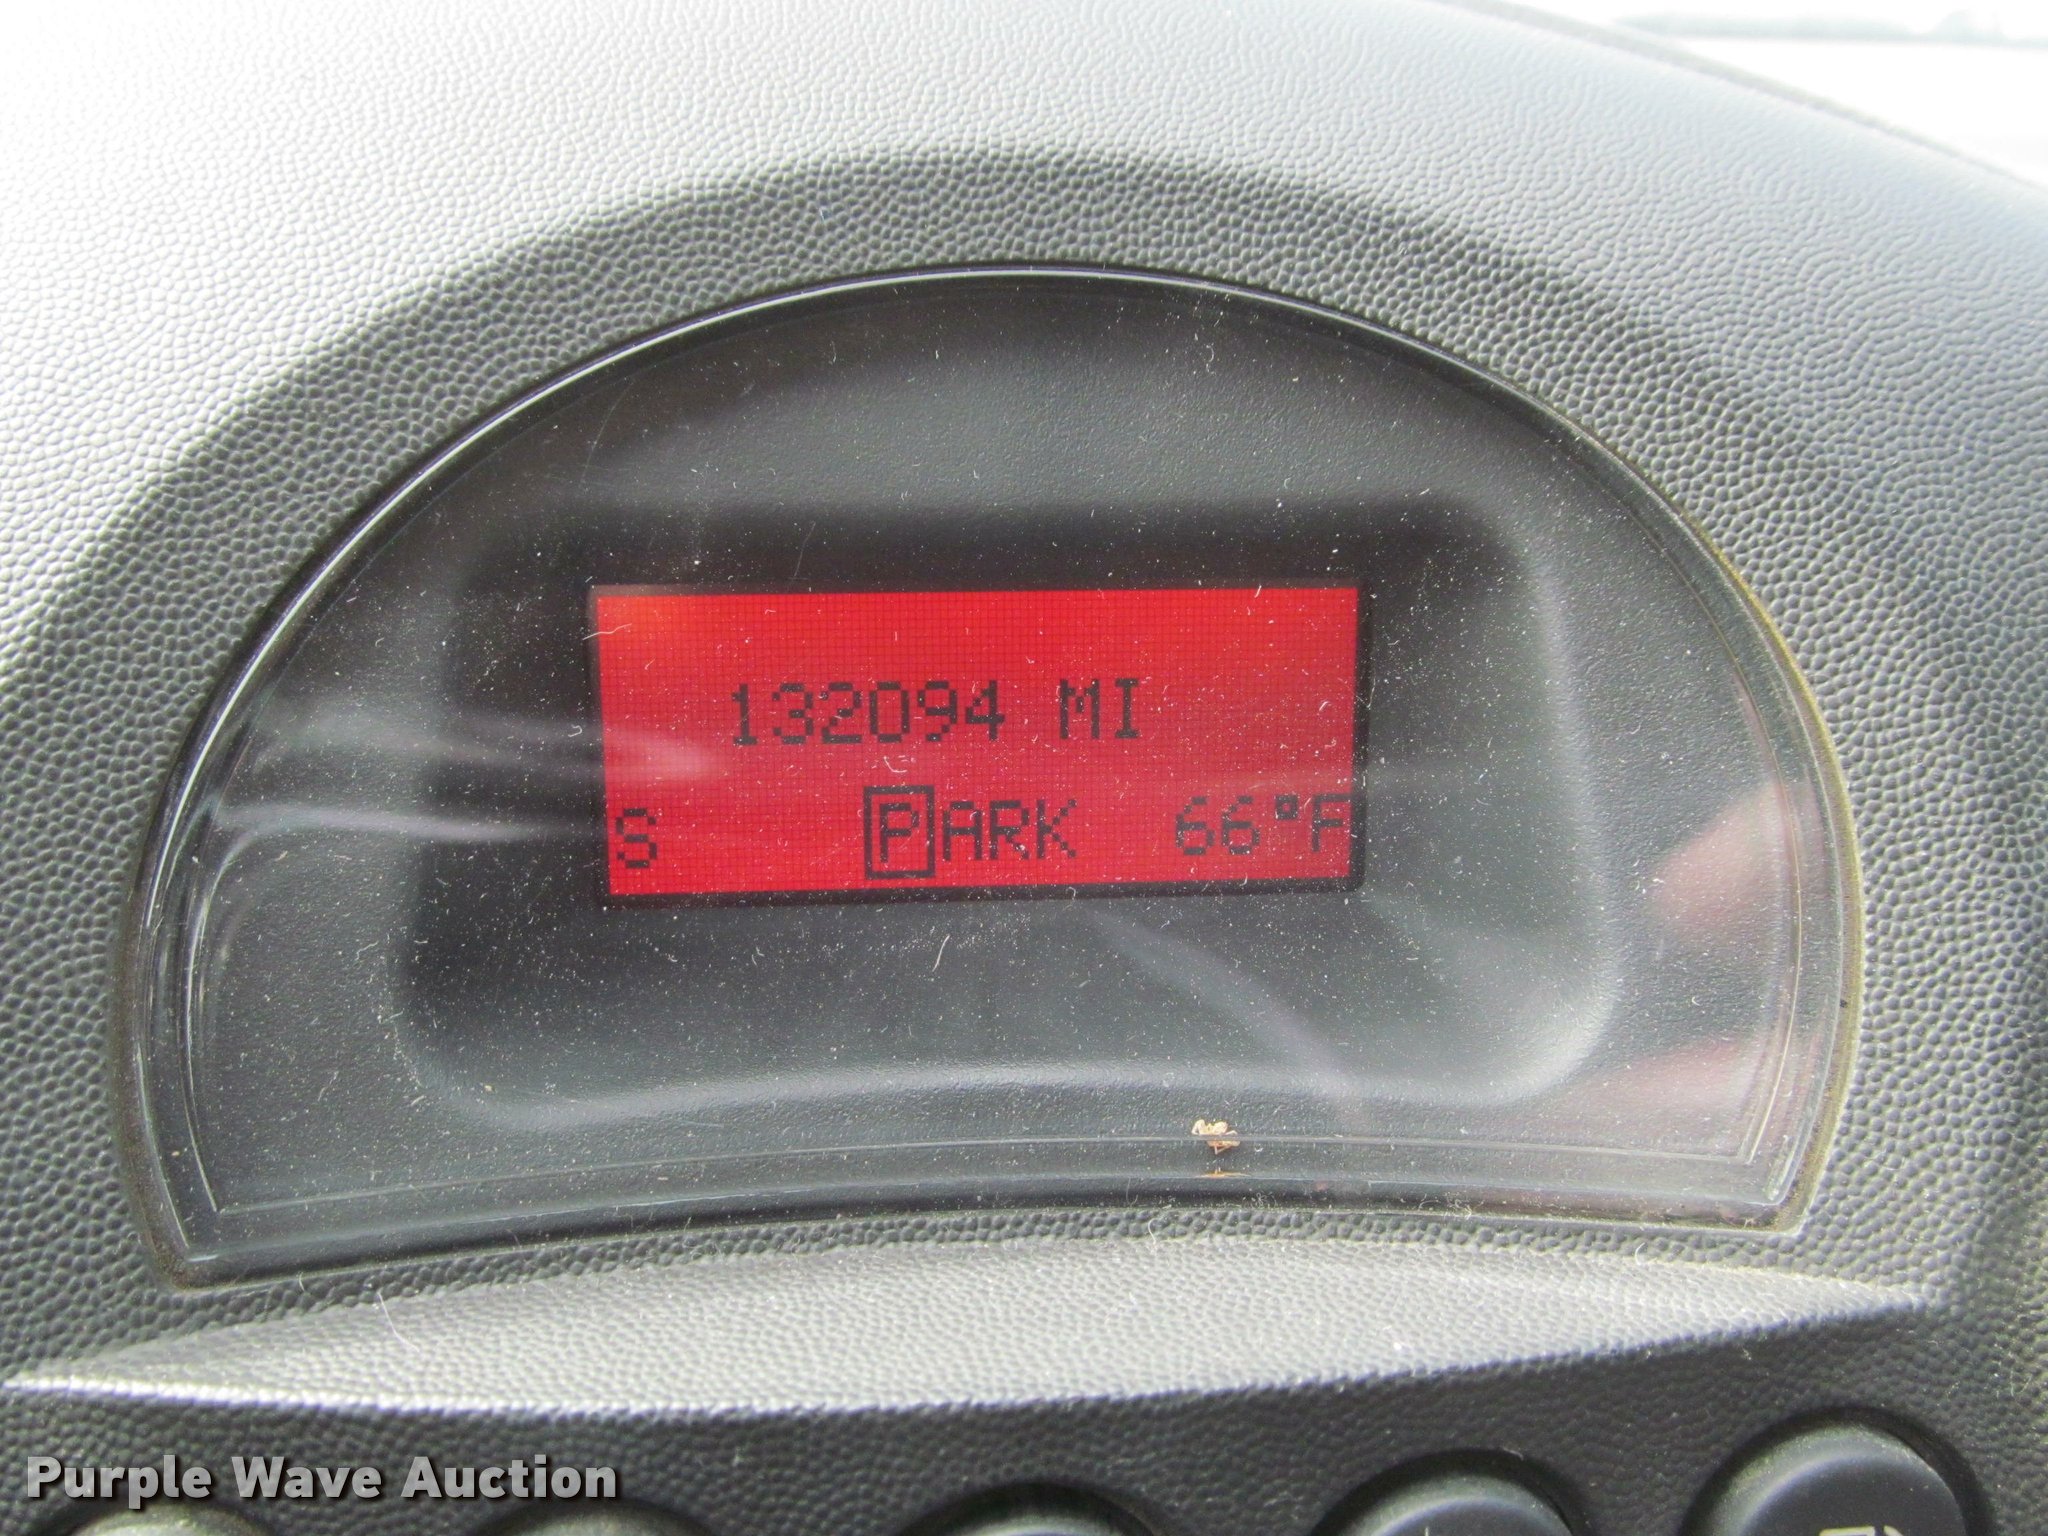 132094 MI
S PARK 66°F
Purple Wave Auction